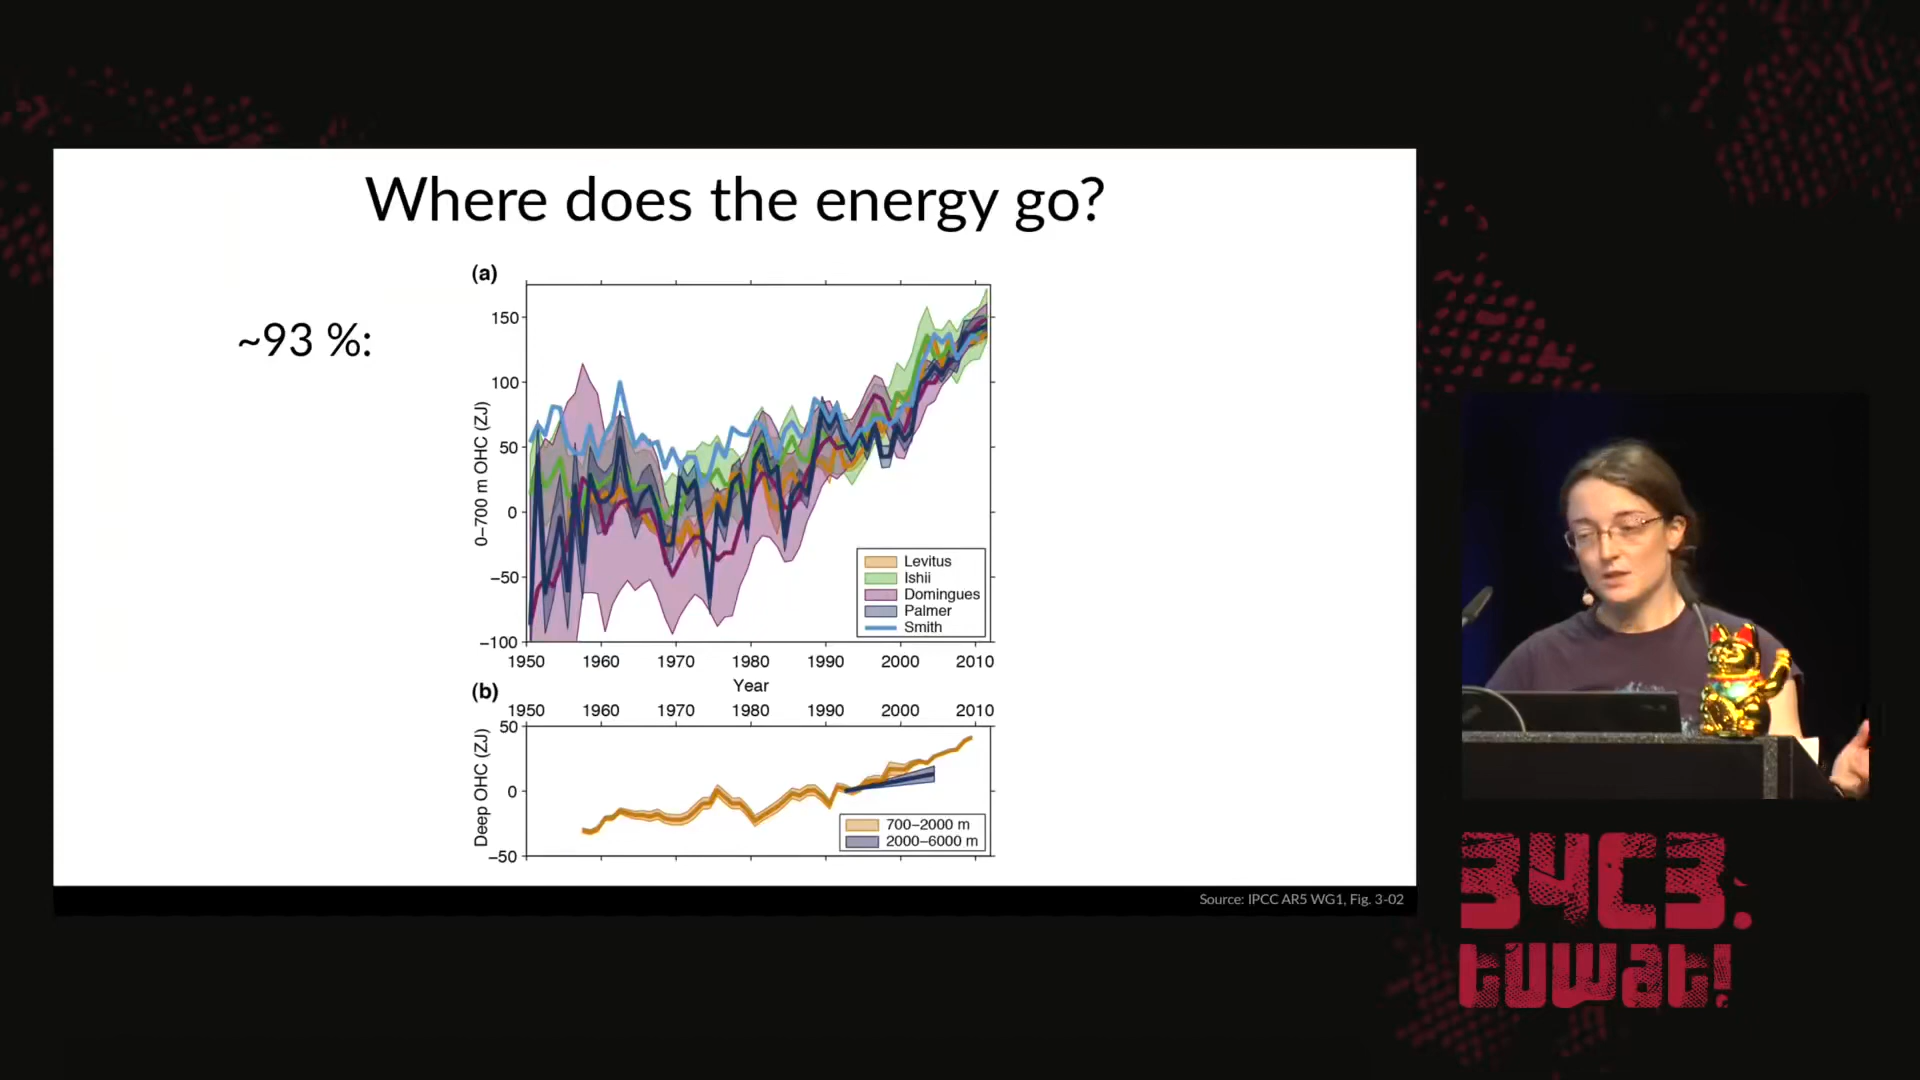 Where does the energy go?
~93 %:
(a)
0–700 m OHC (ZJ)
150
100
50
0
−50
−100
Levitus
Ishii
Domingues
Palmer
Smith
1950 1960 1970 1980 1990 2000 2010
Year
(b)
1950 1960 1970 1980 1990 2000 2010
Deep OHC (ZJ)
50
0
−50
700–2000 m
2000–6000 m
Source: IPCC AR5 WG1, Fig. 3-02
34C3.
tuwat!